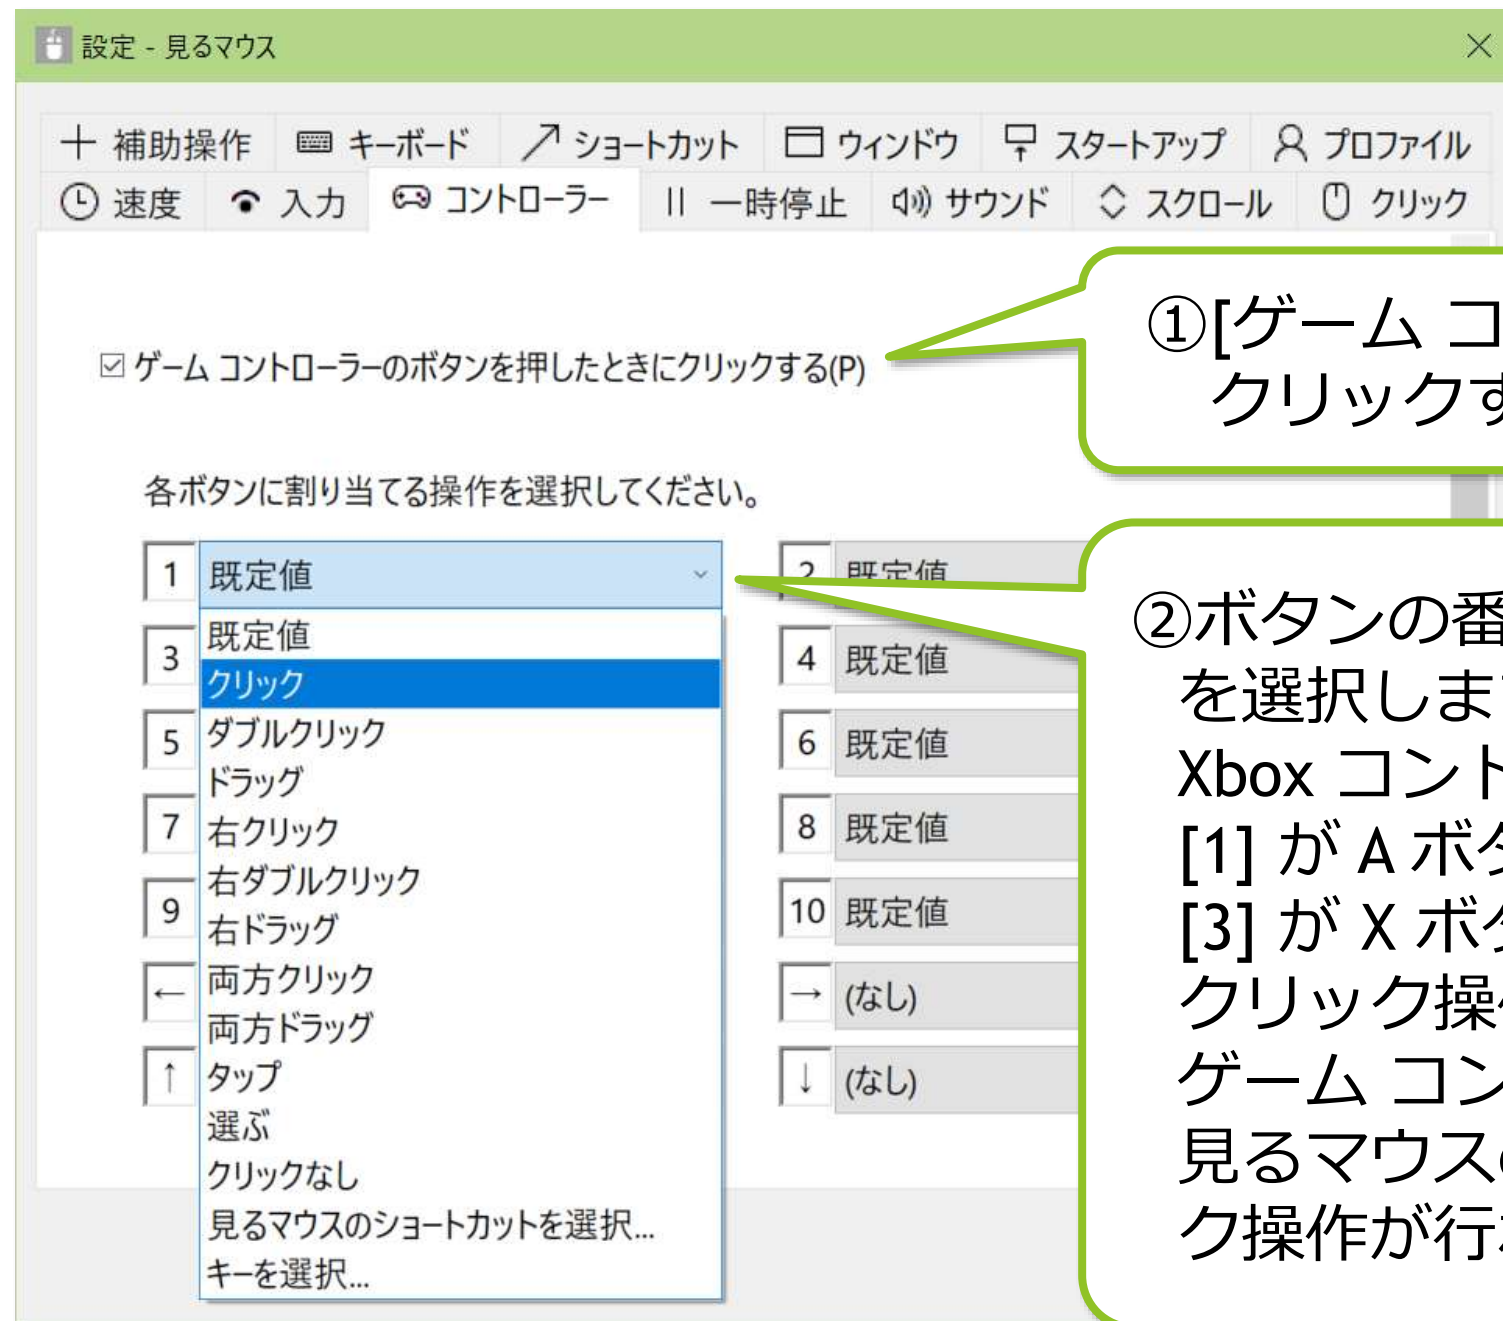 設定 - 見るマウス
補助操作 キーボード ショートカット ウィンドウ スタートアップ プロファイル
速度 入力 コントローラー 一時停止 サウンド スクロール クリック
ゲーム コントローラーのボタンを押したときにクリックする(P)
各ボタンに割り当てる操作を選択してください。
1 既定値
2 既定値
既定値
3
4 既定値
クリック
ダブルクリック
5
6 既定値
ドラッグ
7
右クリック
8 既定値
右ダブルクリック
9
10 既定値
右ドラッグ
両方クリック
←
→ (なし)
両方ドラッグ
↑
タップ
↓ (なし)
選ぶ
クリックなし
見るマウスのショートカットを選択...
キーを選択...
①[ゲーム コ
クリックす
②ボタンの番
を選択しま
Xbox コント
[1] が A ボタ
[3] が X ボタ
クリック操作
ゲーム コン
見るマウスの
ク操作が行わ